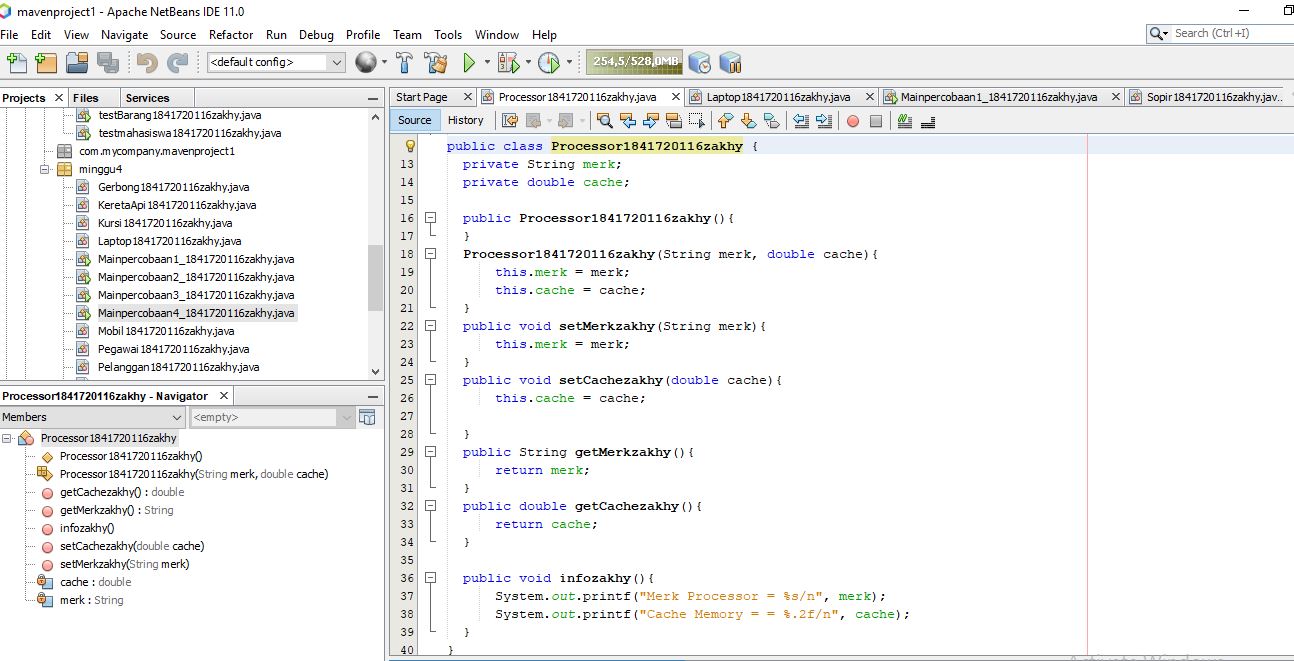 mavenproject1 - Apache NetBeans IDE 11.0
File Edit View Navigate Source Refactor Run Debug Profile Team Tools Window Help
Search (Ctrl+I)
<default config>
254,5/528,0MB
Projects Files Services
testBarang1841720116zakhy.java
testmahasiswa1841720116zakhy.java
com.mycompany.mavenproject1
minggu4
Gerbong1841720116zakhy.java
KeretaApi1841720116zakhy.java
Kursi1841720116zakhy.java
Laptop1841720116zakhy.java
Mainpercobaan1_1841720116zakhy.java
Mainpercobaan2_1841720116zakhy.java
Mainpercobaan3_1841720116zakhy.java
Mainpercobaan4_1841720116zakhy.java
Mobil1841720116zakhy.java
Pegawai1841720116zakhy.java
Pelanggan1841720116zakhy.java
Processor1841720116zakhy - Navigator
Members <empty>
Processor1841720116zakhy
Processor1841720116zakhy()
Processor1841720116zakhy(String merk, double cache)
getCachezakhy() : double
getMerkzakhy() : String
infozakhy()
setCachezakhy(double cache)
setMerkzakhy(String merk)
cache : double
merk : String
Start Page Processor1841720116zakhy.java Laptop1841720116zakhy.java Mainpercobaan1_1841720116zakhy.java Sopir1841720116zakhy.jav...
Source History
public class Processor1841720116zakhy {
13 private String merk;
14 private double cache;
15
16 public Processor1841720116zakhy(){
17 }
18 Processor1841720116zakhy(String merk, double cache){
19 this.merk = merk;
20 this.cache = cache;
21 }
22 public void setMerkzakhy(String merk){
23 this.merk = merk;
24 }
25 public void setCachezakhy(double cache){
26 this.cache = cache;
27
28 }
29 public String getMerkzakhy(){
30 return merk;
31 }
32 public double getCachezakhy(){
33 return cache;
34 }
35
36 public void infozakhy(){
37 System.out.printf("Merk Processor = %s/n", merk);
38 System.out.printf("Cache Memory = = %.2f/n", cache);
39 }
40 }